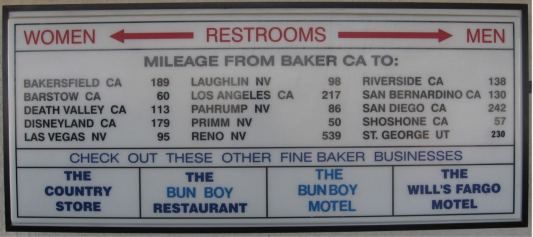 WOMEN RESTROOMS MEN
MILEAGE FROM BAKER CA TO:
BAKERSFIELD CA 189 LAUGHLIN NV 98 RIVERSIDE CA 138
BARSTOW CA 60 LOS ANGELES CA 217 SAN BERNARDINO CA 130
DEATH VALLEY CA 113 PAHRUMP NV 86 SAN DIEGO CA 242
DISNEYLAND CA 179 PRIMM NV 50 SHOSHONE CA 57
LAS VEGAS NV 95 RENO NV 539 ST. GEORGE UT 230
CHECK OUT THESE OTHER FINE BAKER BUSINESSES
THE
COUNTRY
STORE
THE
BUN BOY
RESTAURANT
THE
BUNBOY
MOTEL
THE
WILL'S FARGO
MOTEL